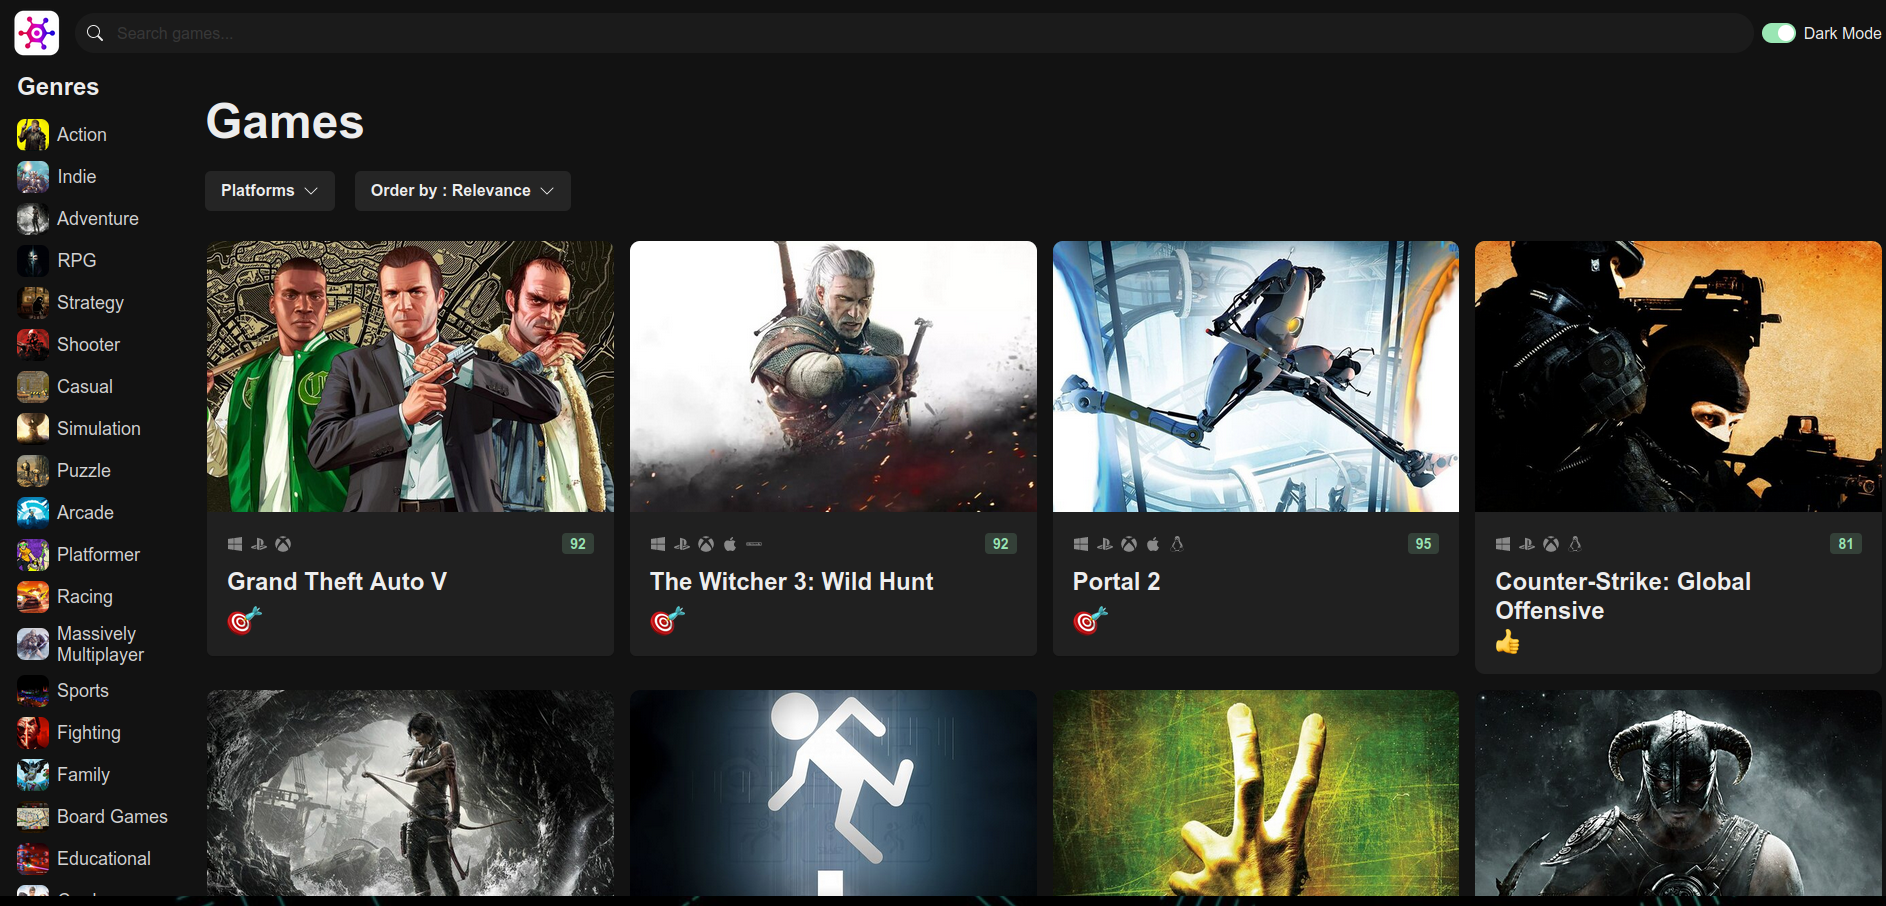 Search games...
Dark Mode
Genres
Action
Indie
Adventure
RPG
Strategy
Shooter
Casual
Simulation
Puzzle
Arcade
Platformer
Racing
Massively
Multiplayer
Sports
Fighting
Family
Board Games
Educational
Games
Platforms
Order by : Relevance
92
Grand Theft Auto V
92
The Witcher 3: Wild Hunt
95
Portal 2
81
Counter-Strike: Global
Offensive